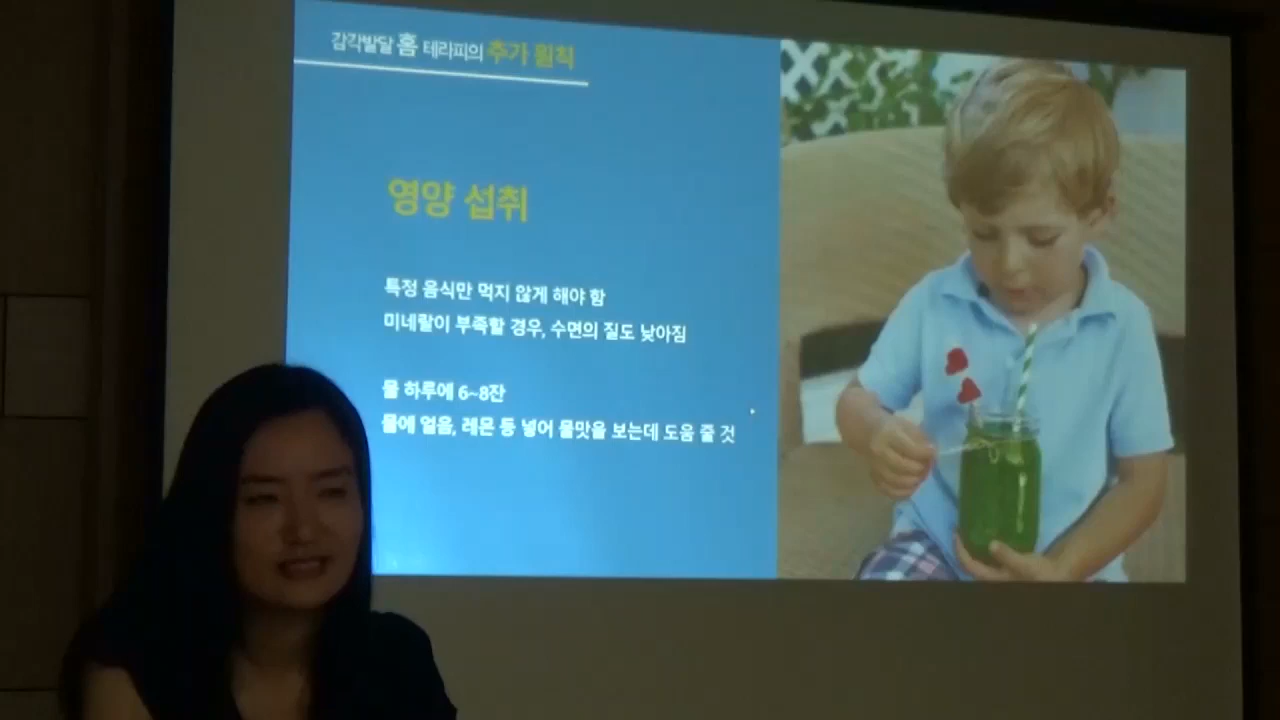 감각발달 홈 테라피의 추가 원칙
영양 섭취
특정 음식만 먹지 않게 해야 함
미네랄이 부족할 경우, 수면의 질도 낮아짐
물 하루에 6~8잔
물에 얼음, 레몬 등 넣어 물맛을 보는데 도움 줄 것